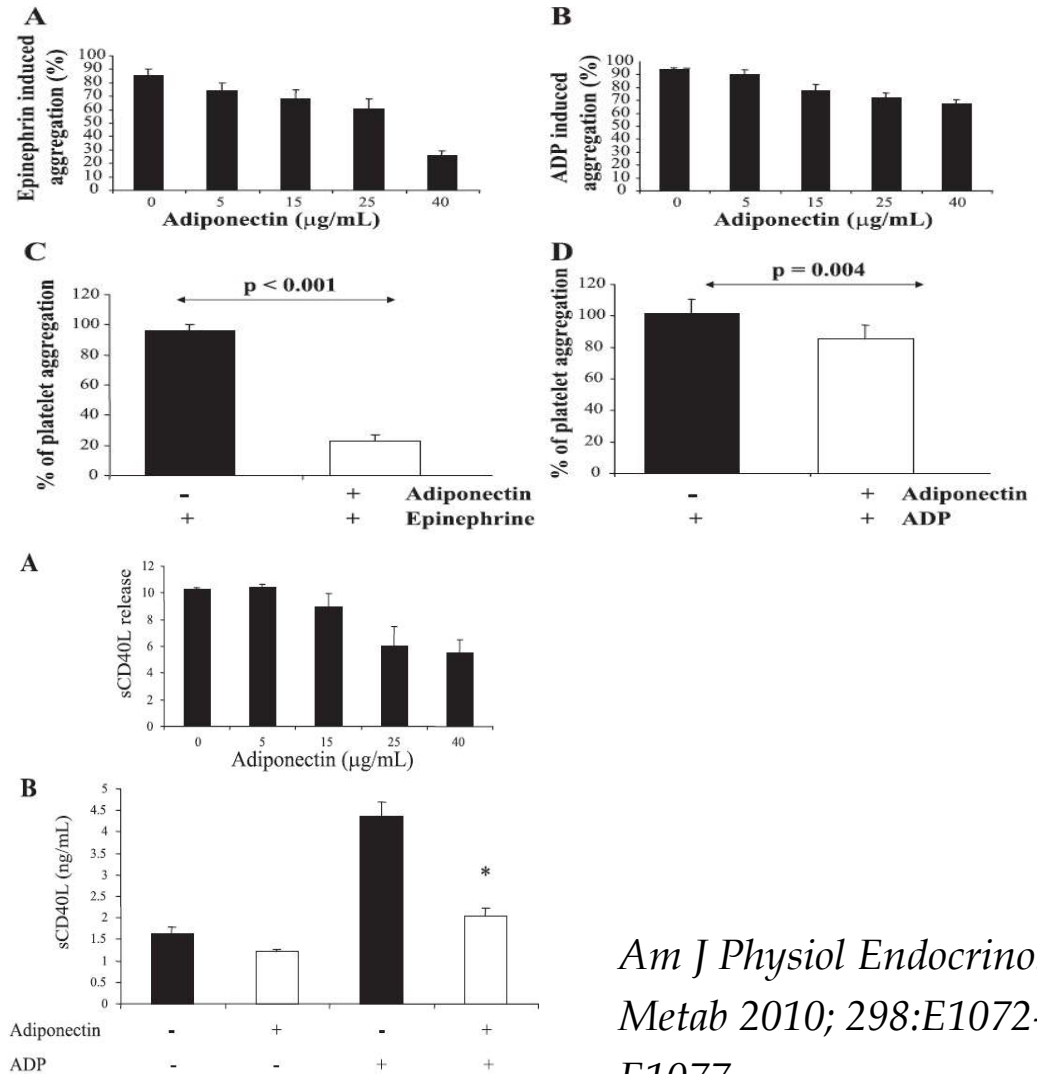 A
Epinephrin induced
aggregation (%)
100
90
80
70
60
50
40
30
20
10
0
0 5 15 25 40
Adiponectin (µg/mL)
B
ADP induced
aggregation (%)
100
90
80
70
60
50
40
30
20
10
0
0 5 15 25 40
Adiponectin (µg/mL)
C
% of platelet aggregation
p < 0.001
120
100
80
60
40
20
0
- + Adiponectin
+ + Epinephrine
D
% of platelet aggregation
p = 0.004
120
100
80
60
40
20
0
- + Adiponectin
+ + ADP
A
sCD40L release
12
10
8
6
4
2
0
0 5 15 25 40
Adiponectin (µg/mL)
B
sCD40L (ng/mL)
5
4.5
4
3.5
3
2.5
2
1.5
1
0.5
0
*
Adiponectin - + - +
ADP - - + +
Am J Physiol Endocrinol
Metab 2010; 298:E1072-
E1077